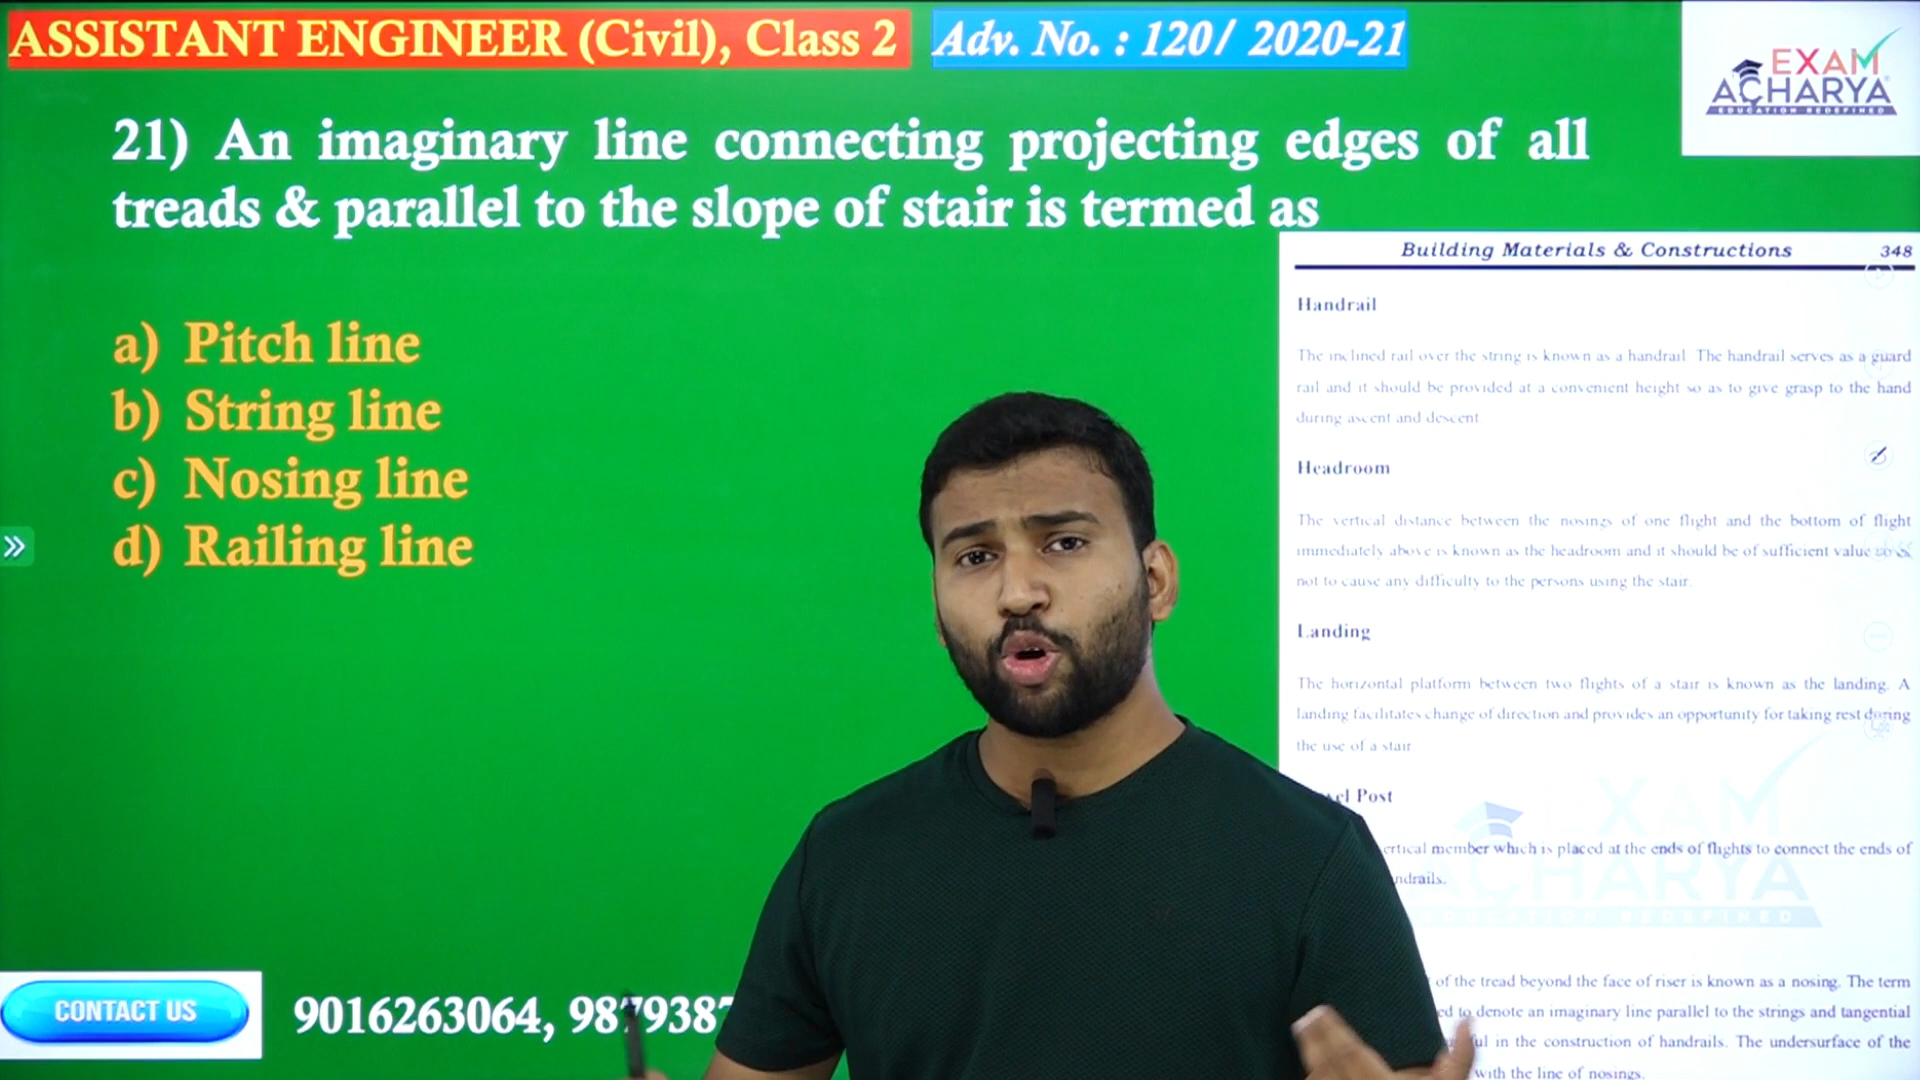 ASSISTANT ENGINEER (Civil), Class 2 Adv. No. : 120/ 2020-21
EXAM
ACHARYA
EDUCATION REDEFINED
21) An imaginary line connecting projecting edges of all
treads & parallel to the slope of stair is termed as
a) Pitch line
b) String line
c) Nosing line
d) Railing line
Building Materials & Constructions 348
Handrail
The inclined rail over the string is known as a handrail. The handrail serves as a guard
rail and it should be provided at a convenient height so as to give grasp to the hand
during ascent and descent
Headroom
The vertical distance between the nosings of one flight and the bottom of flight
immediately above is known as the headroom and it should be of sufficient value so as
not to cause any difficulty to the persons using the stair.
Landing
The horizontal platform between two flights of a stair is known as the landing. A
landing facilitates change of direction and provides an opportunity for taking rest during
the use of a stair
Post
member which is placed at the ends of flights to connect the ends of
EXAM
ACHARYA
EDUCATION REDEFINED
of the tread beyond the face of riser is known as a nosing. The term
to denote an imaginary line parallel to the strings and tangential
in the construction of handrails. The undersurface of the
with the line of nosings.
CONTACT US
9016263064, 987938